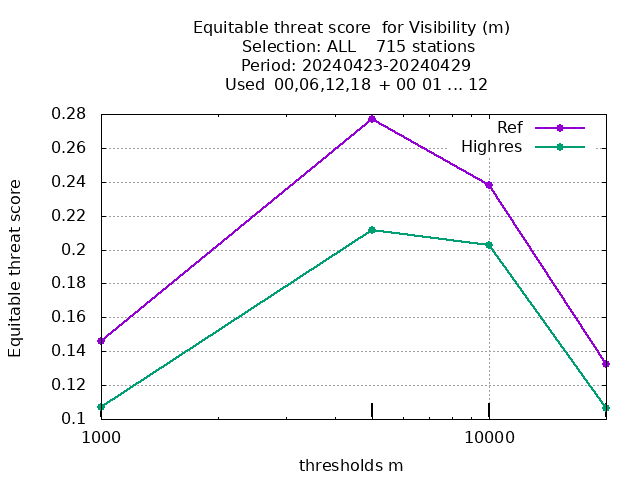 Equitable threat score  for Visibility (m)
Selection: ALL    715 stations
Period: 20240423-20240429
Used  00,06,12,18  + 00 01 ... 12
Ref
Highres
0.28
0.26
0.24
0.22
0.2
0.18
0.16
0.14
0.12
0.1
Equitable threat score
1000
10000
thresholds m